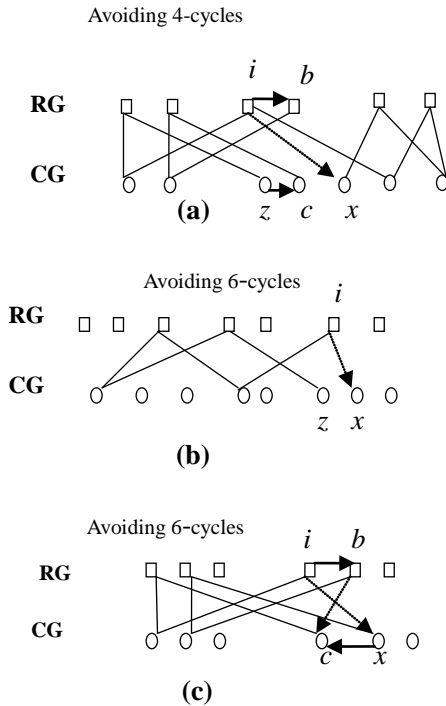 Avoiding 4-cycles
i b
RG
CG
z c x
(a)
Avoiding 6-cycles
i
RG
CG
z x
(b)
Avoiding 6-cycles
i b
RG
CG
c x
(c)